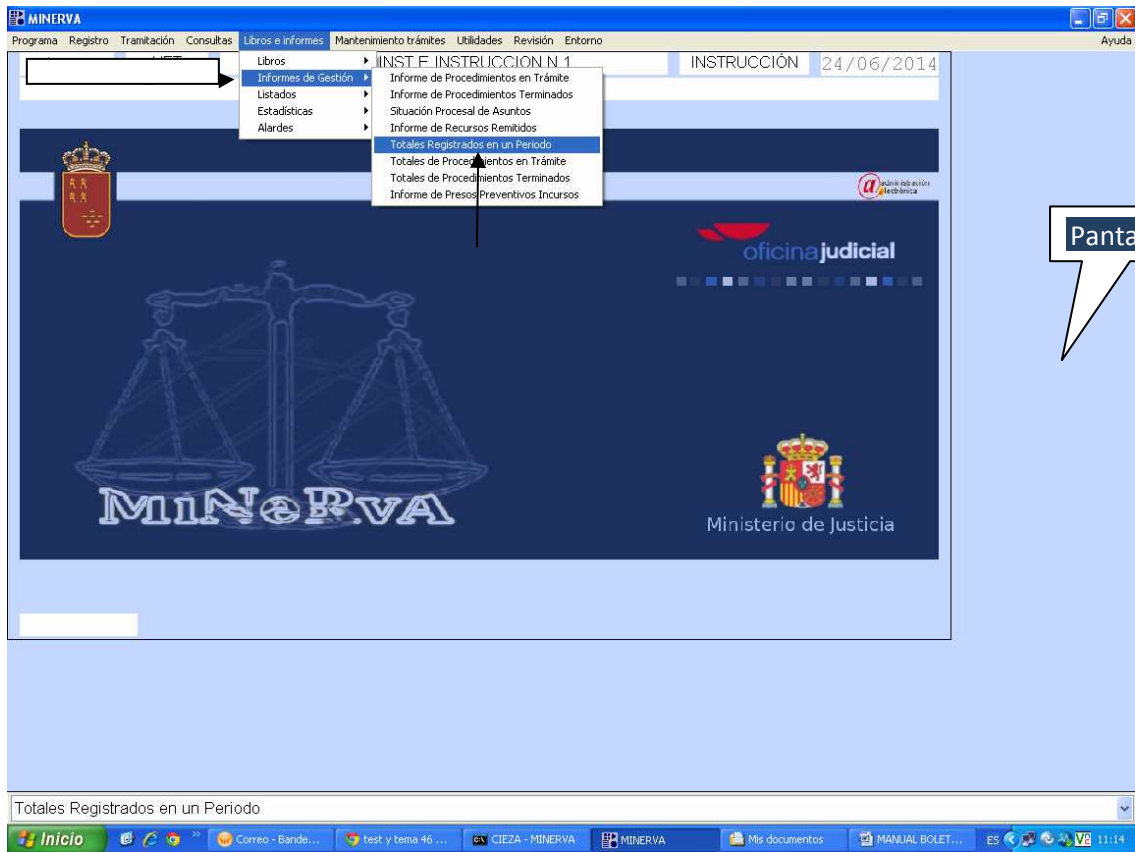 MINERVA
Programa Registro Tramitación Consultas Libros e informes Mantenimiento trámites Utilidades Revisión Entorno Ayuda
INST E INSTRUCCION N 1 INSTRUCCIÓN 24/06/2014
Libros
Informes de Gestión
Listados
Estadísticas
Alardes
Informe de Procedimientos en Trámite
Informe de Procedimientos Terminados
Situación Procesal de Asuntos
Informe de Recursos Remitidos
Totales Registrados en un Periodo
Totales de Procedimientos en Trámite
Totales de Procedimientos Terminados
Informe de Presos Preventivos Incursos
administración
electrónica
Panta
oficina judicial
MINERVA
Ministerio de Justicia
Totales Registrados en un Periodo
Inicio Correo - Bande... test y tema 46 ... CIEZA - MINERVA MINERVA Mis documentos MANUAL BOLET... ES 11:14